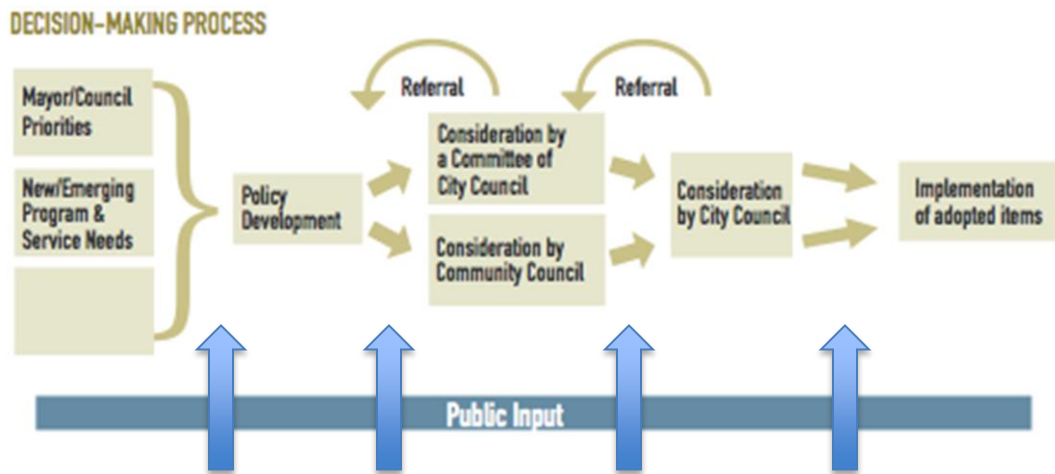 DECISION-MAKING PROCESS
Mayor/Council
Priorities
New/Emerging
Program &
Service Needs
Policy
Development
Referral
Consideration by
a Committee of
City Council
Consideration by
Community Council
Referral
Consideration
by City Council
Implementation
of adopted items
Public Input